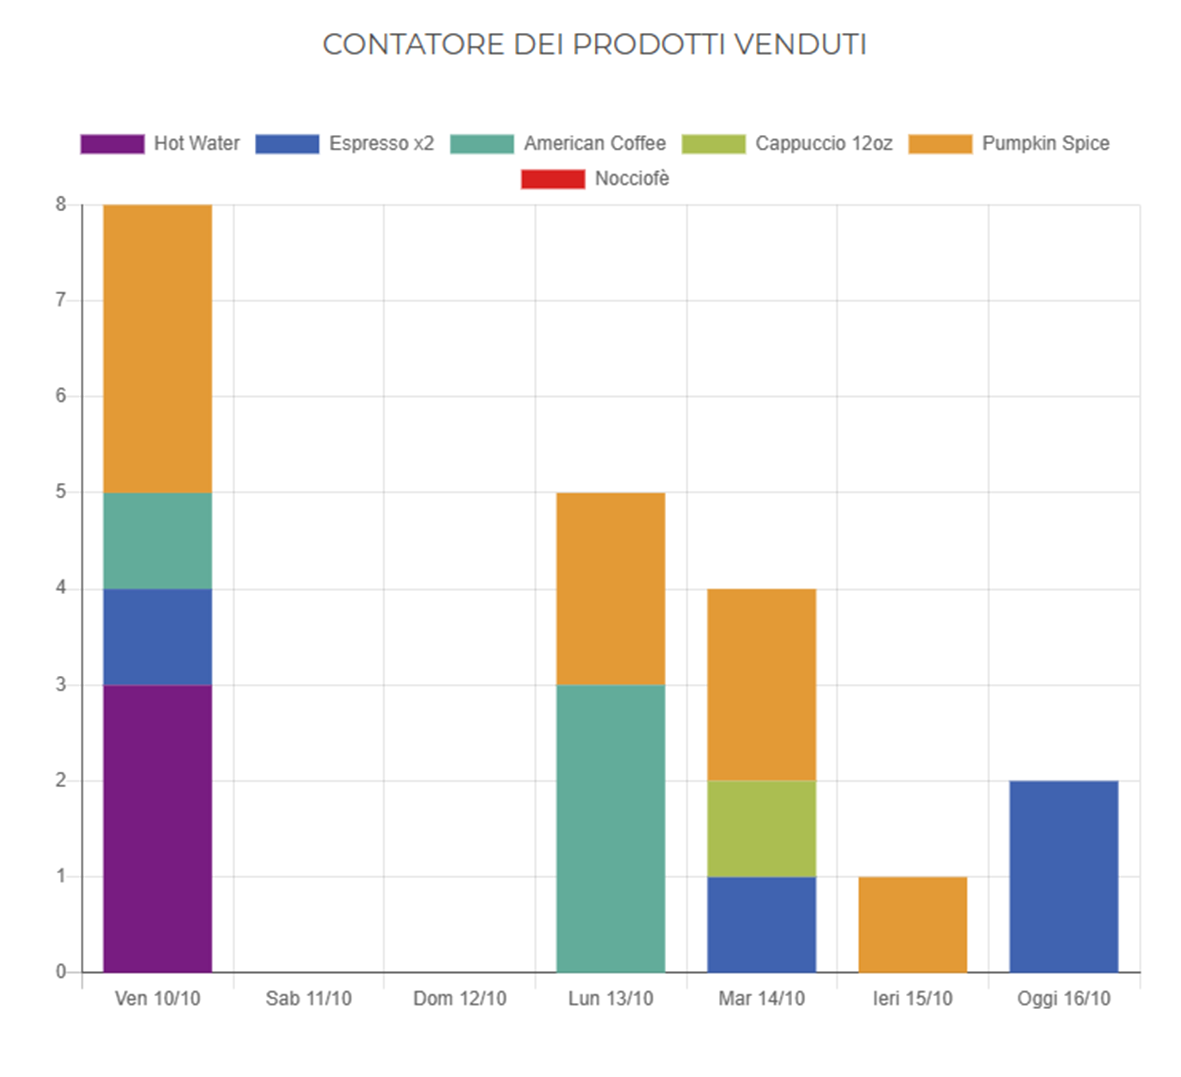 CONTATORE DEI PRODOTTI VENDUTI
Hot Water Espresso x2 American Coffee Cappuccio 12oz Pumpkin Spice
Nocciofè
8
7
6
5
4
3
2
1
0
Ven 10/10 Sab 11/10 Dom 12/10 Lun 13/10 Mar 14/10 Ieri 15/10 Oggi 16/10